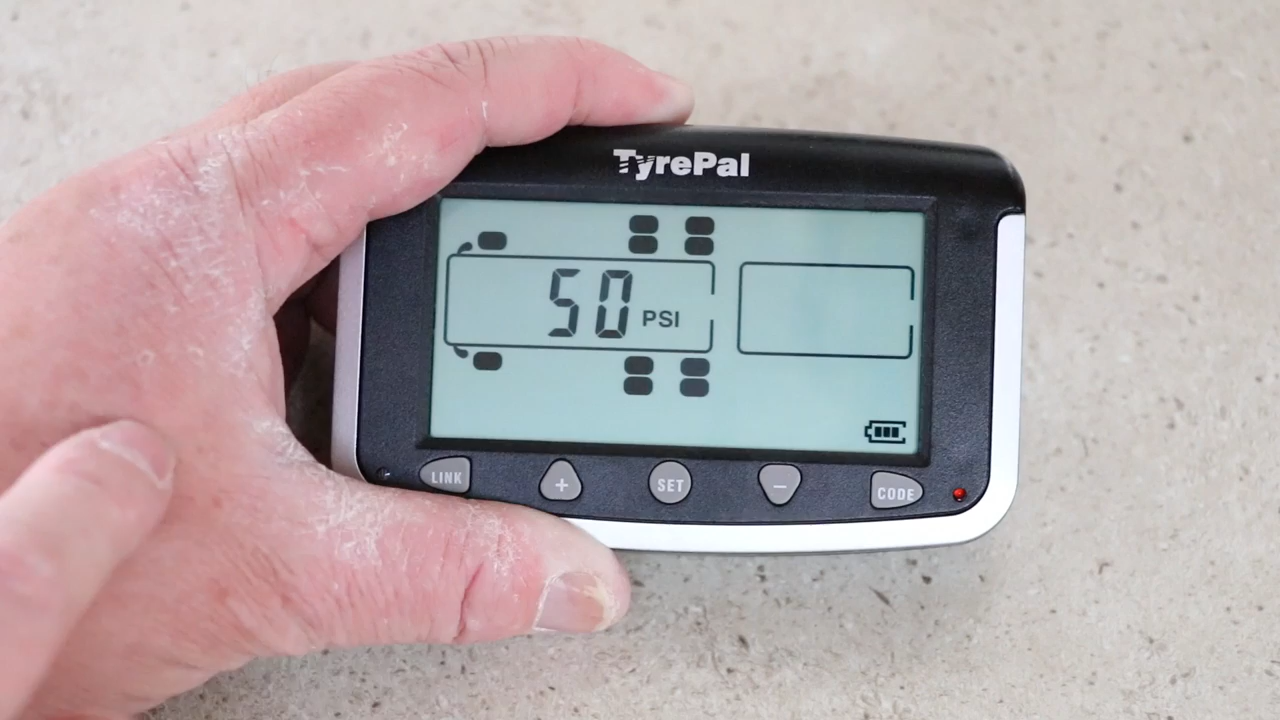 TyrePal
50 PSI
LINK + SET − CODE